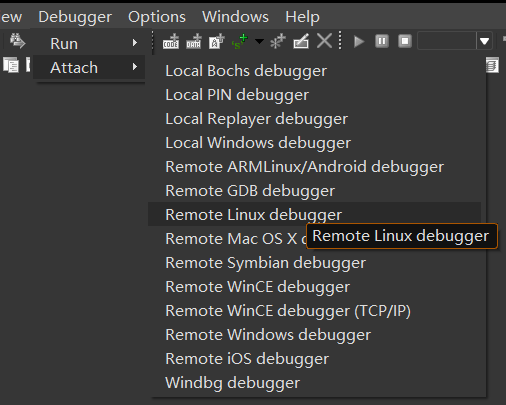 ew Debugger Options Windows Help
Run
Attach
Local Bochs debugger
Local PIN debugger
Local Replayer debugger
Local Windows debugger
Remote ARMLinux/Android debugger
Remote GDB debugger
Remote Linux debugger
Remote Mac OS X
Remote Linux debugger
Remote Symbian debugger
Remote WinCE debugger
Remote WinCE debugger (TCP/IP)
Remote Windows debugger
Remote iOS debugger
Windbg debugger